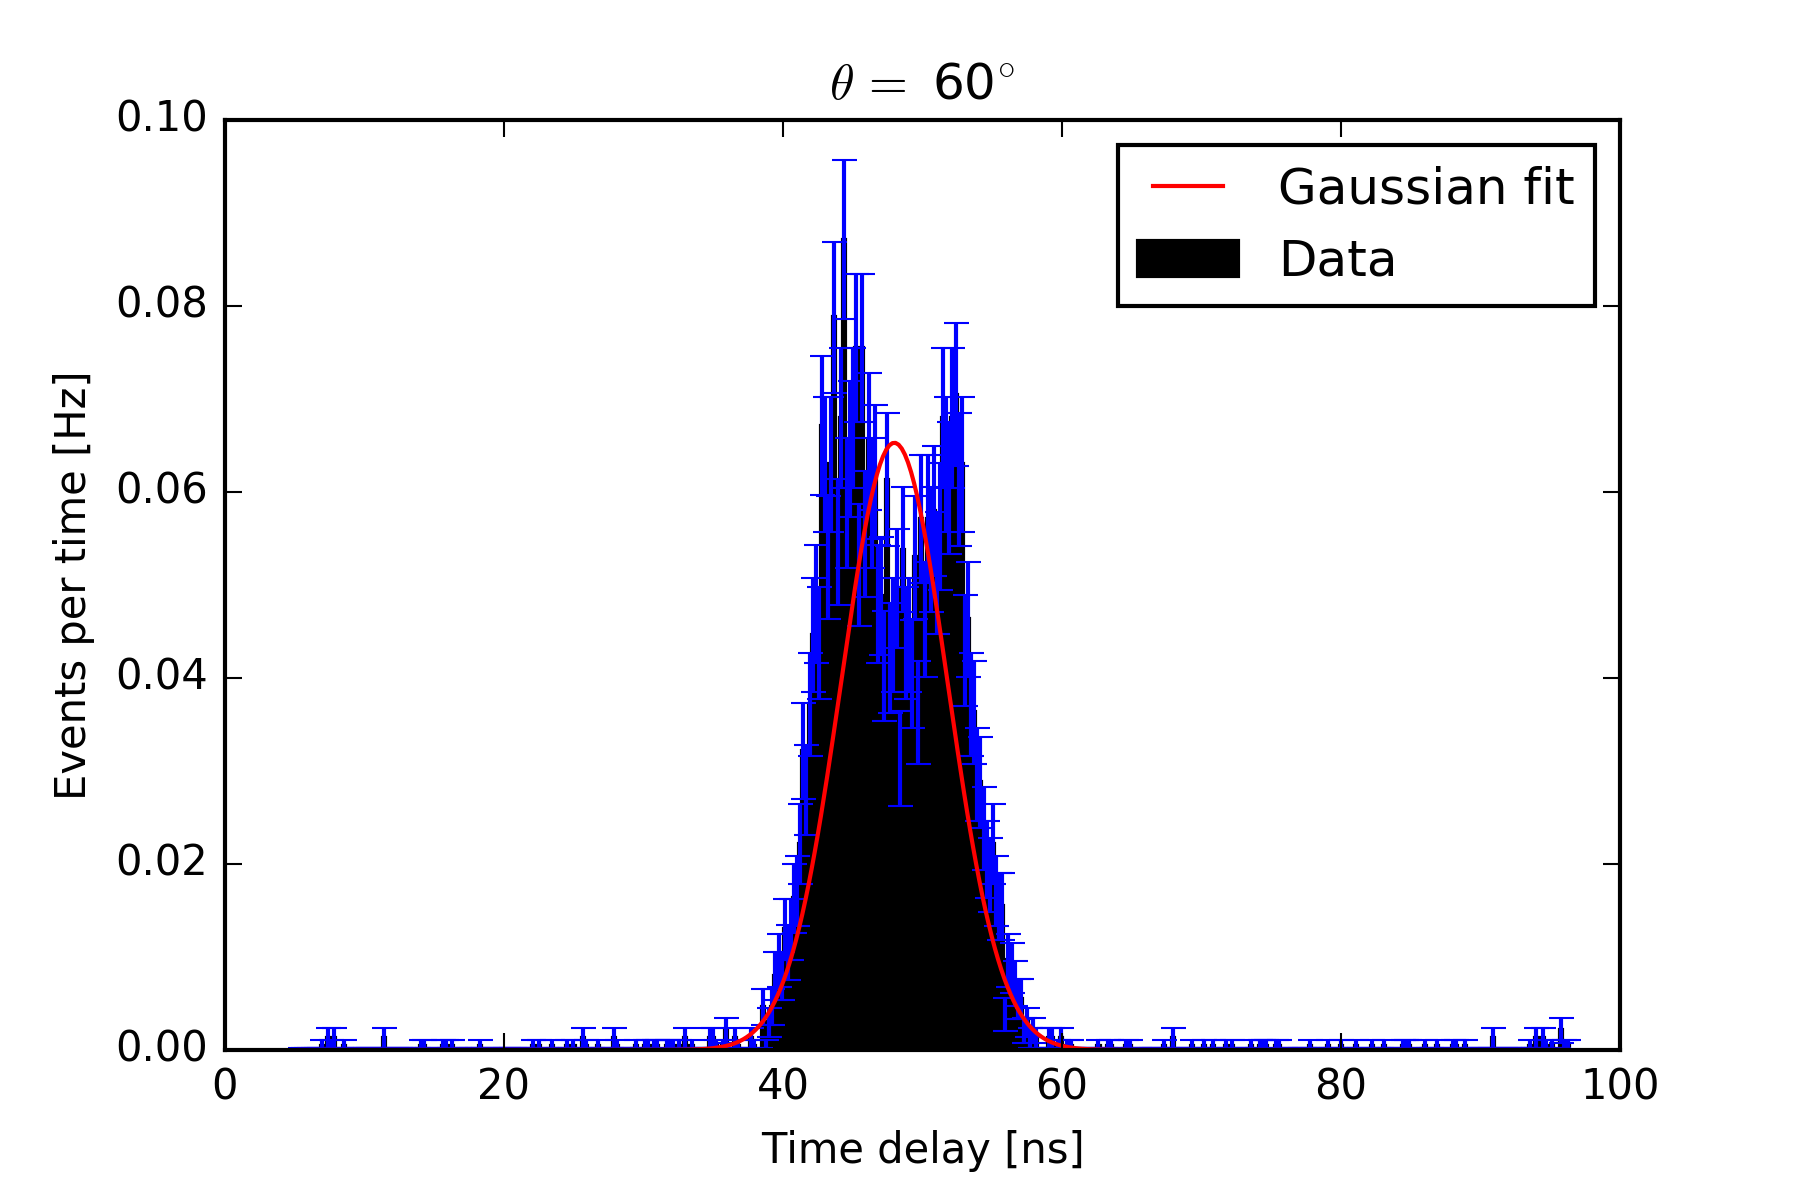 θ = 60°
Gaussian fit
Data
Events per time [Hz]
0.10
0.08
0.06
0.04
0.02
0.00
0 20 40 60 80 100
Time delay [ns]